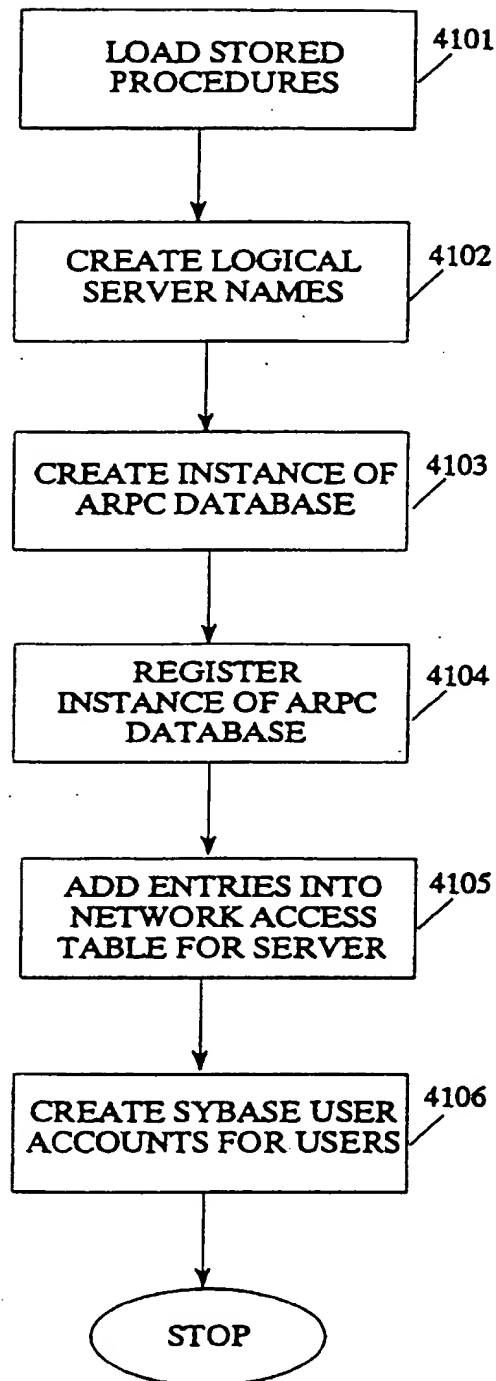 LOAD STORED
PROCEDURES
4101
CREATE LOGICAL
SERVER NAMES
4102
CREATE INSTANCE OF
ARPC DATABASE
4103
REGISTER
INSTANCE OF ARPC
DATABASE
4104
ADD ENTRIES INTO
NETWORK ACCESS
TABLE FOR SERVER
4105
CREATE SYBASE USER
ACCOUNTS FOR USERS
4106
STOP